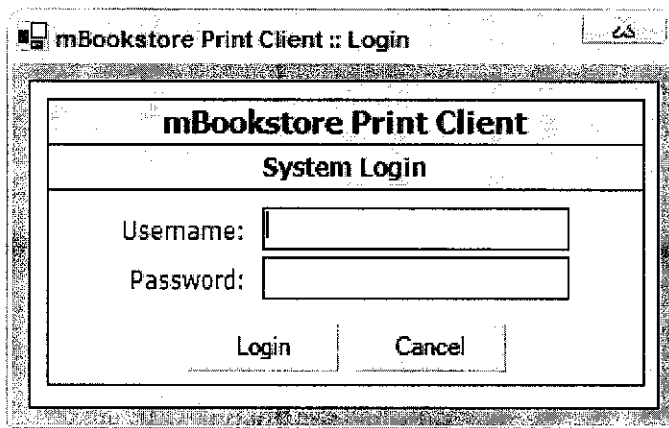 mBookstore Print Client :: Login
mBookstore Print Client
System Login
Username:
Password:
Login Cancel